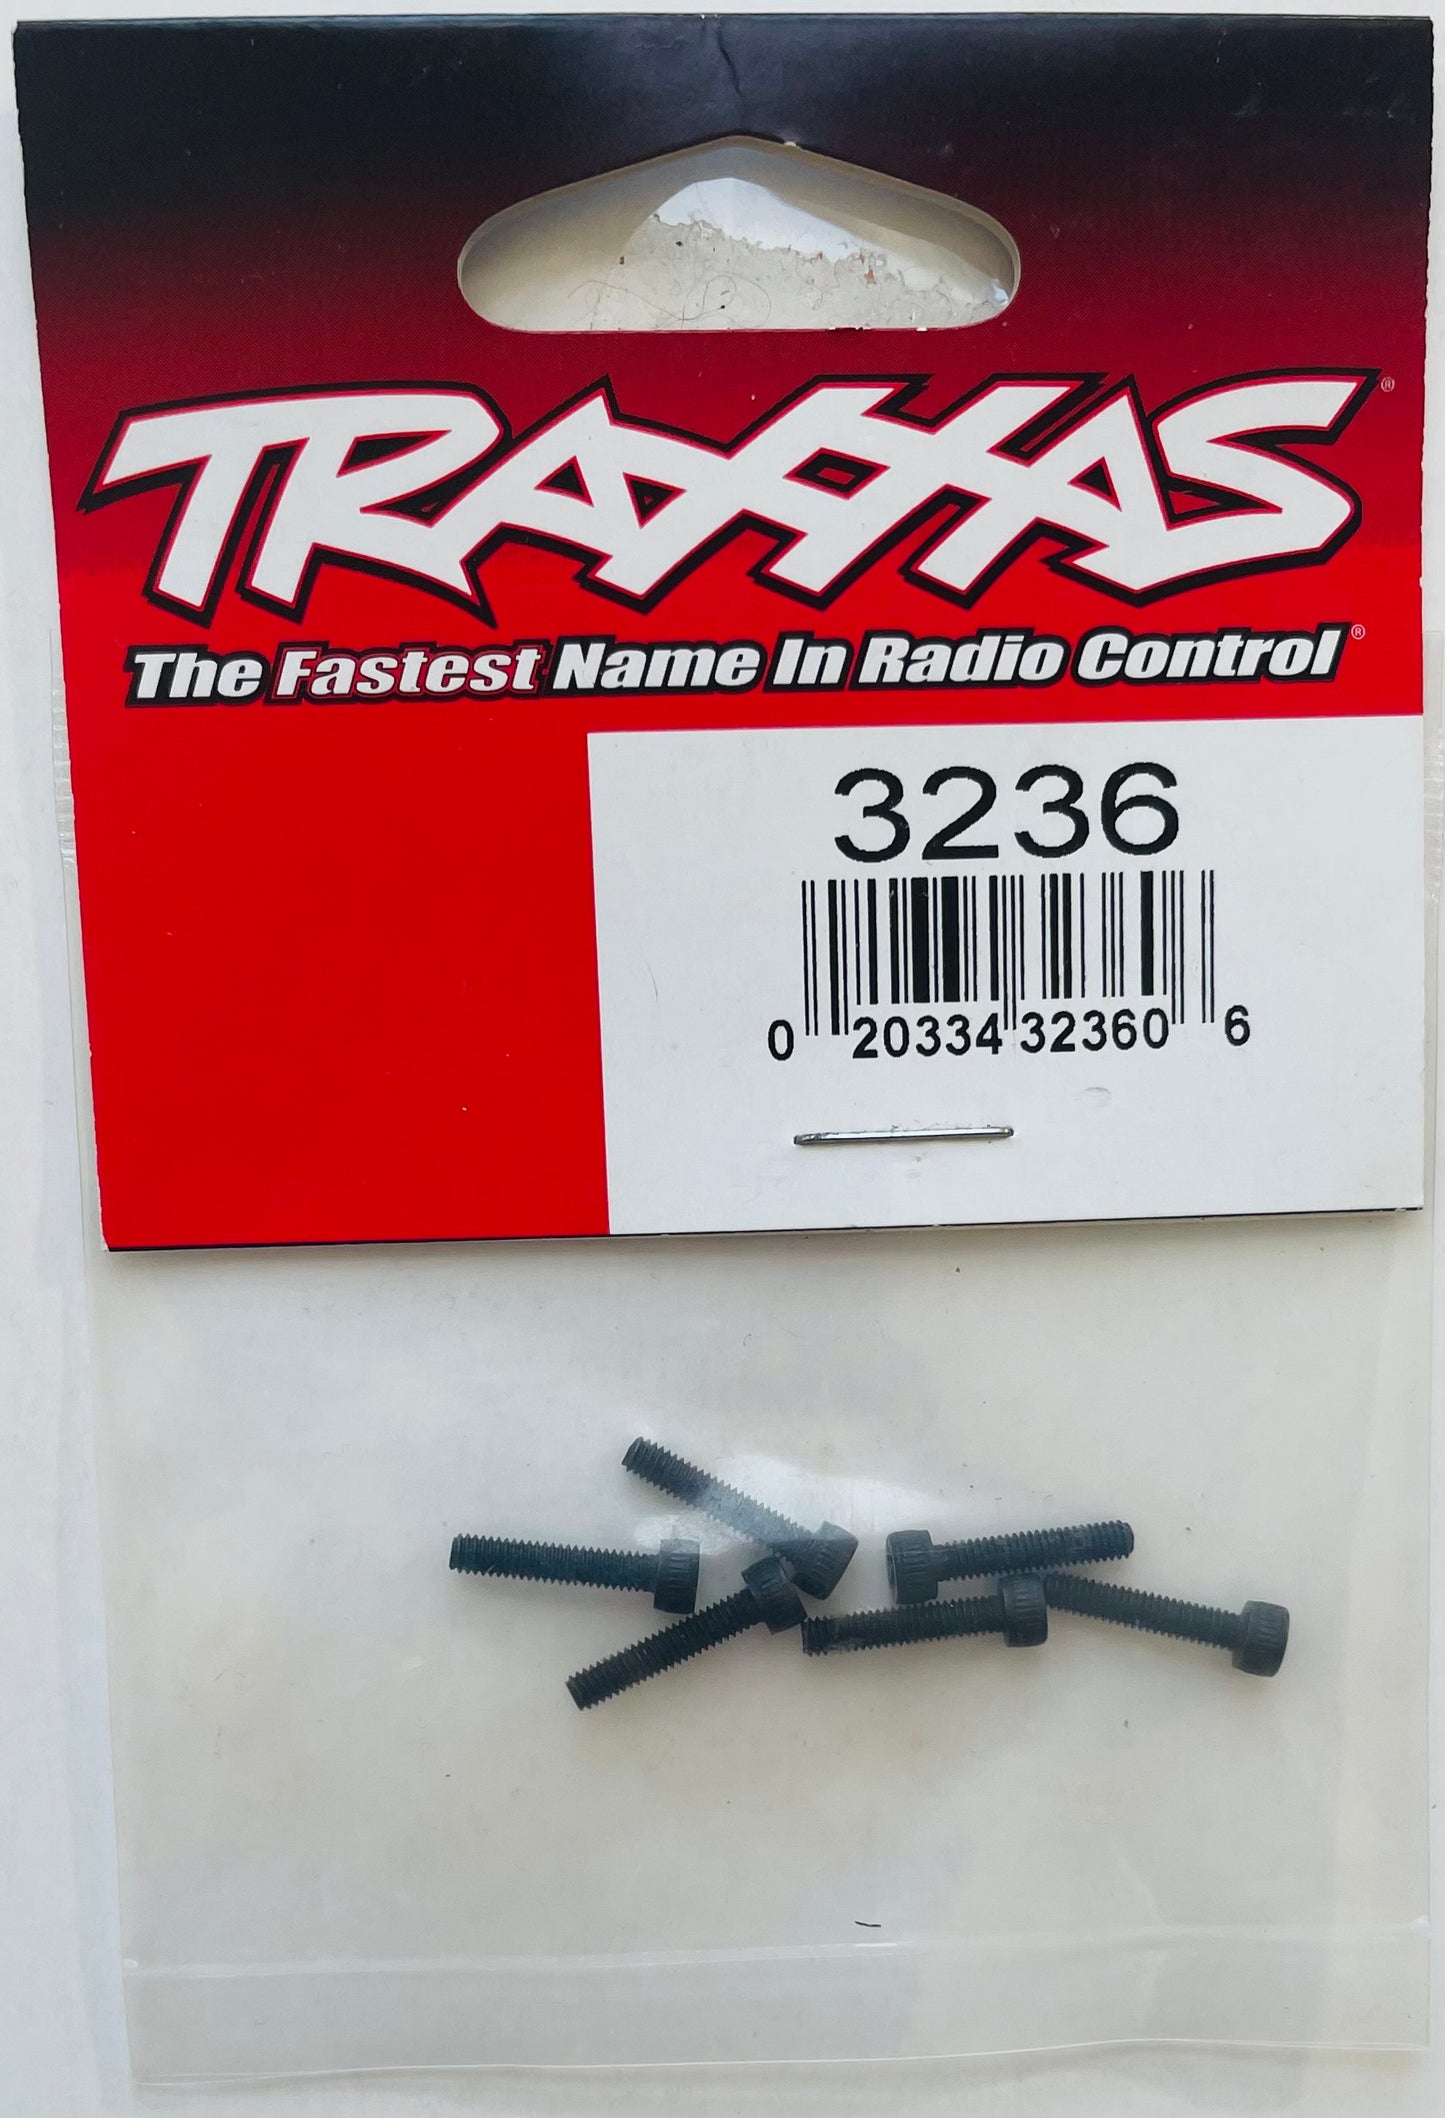 TRAXXAS®
The Fastest Name In Radio Control®
3236
0 20334 32360 6